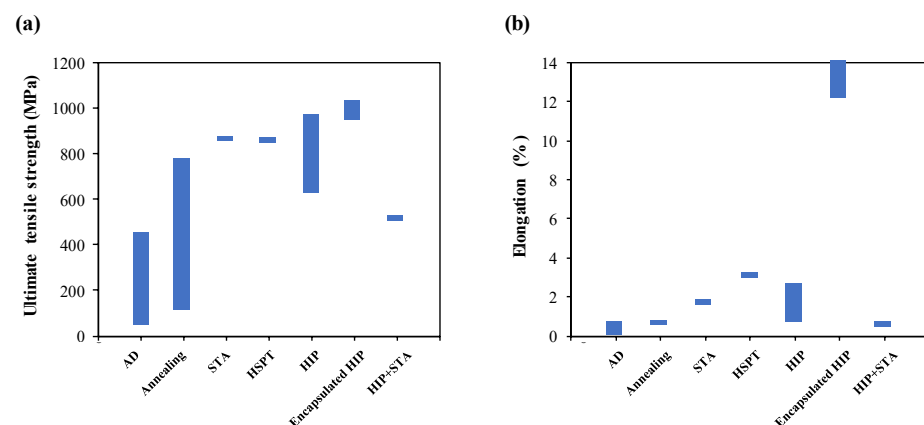 (a)
(b)
Ultimate tensile strength (MPa)
1200
1000
800
600
400
200
0
AD
Annealing
STA
HSPT
HIP
Encapsulated HIP
HIP+STA
Elongation (%)
14
12
10
8
6
4
2
0
AD
Annealing
STA
HSPT
HIP
Encapsulated HIP
HIP+STA